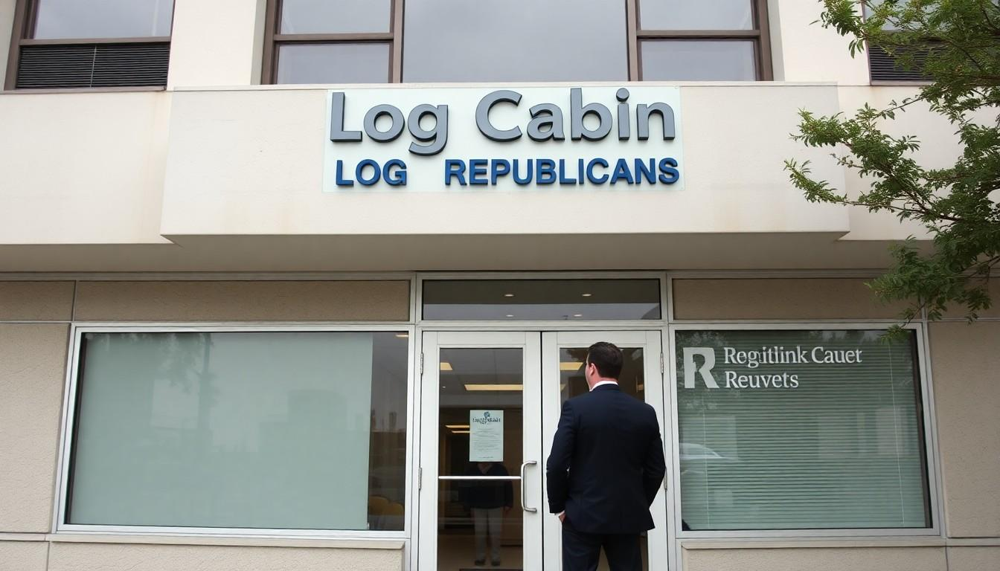 Log Cabin
LOG REPUBLICANS
R
Regitlink Cauet
Reuvets